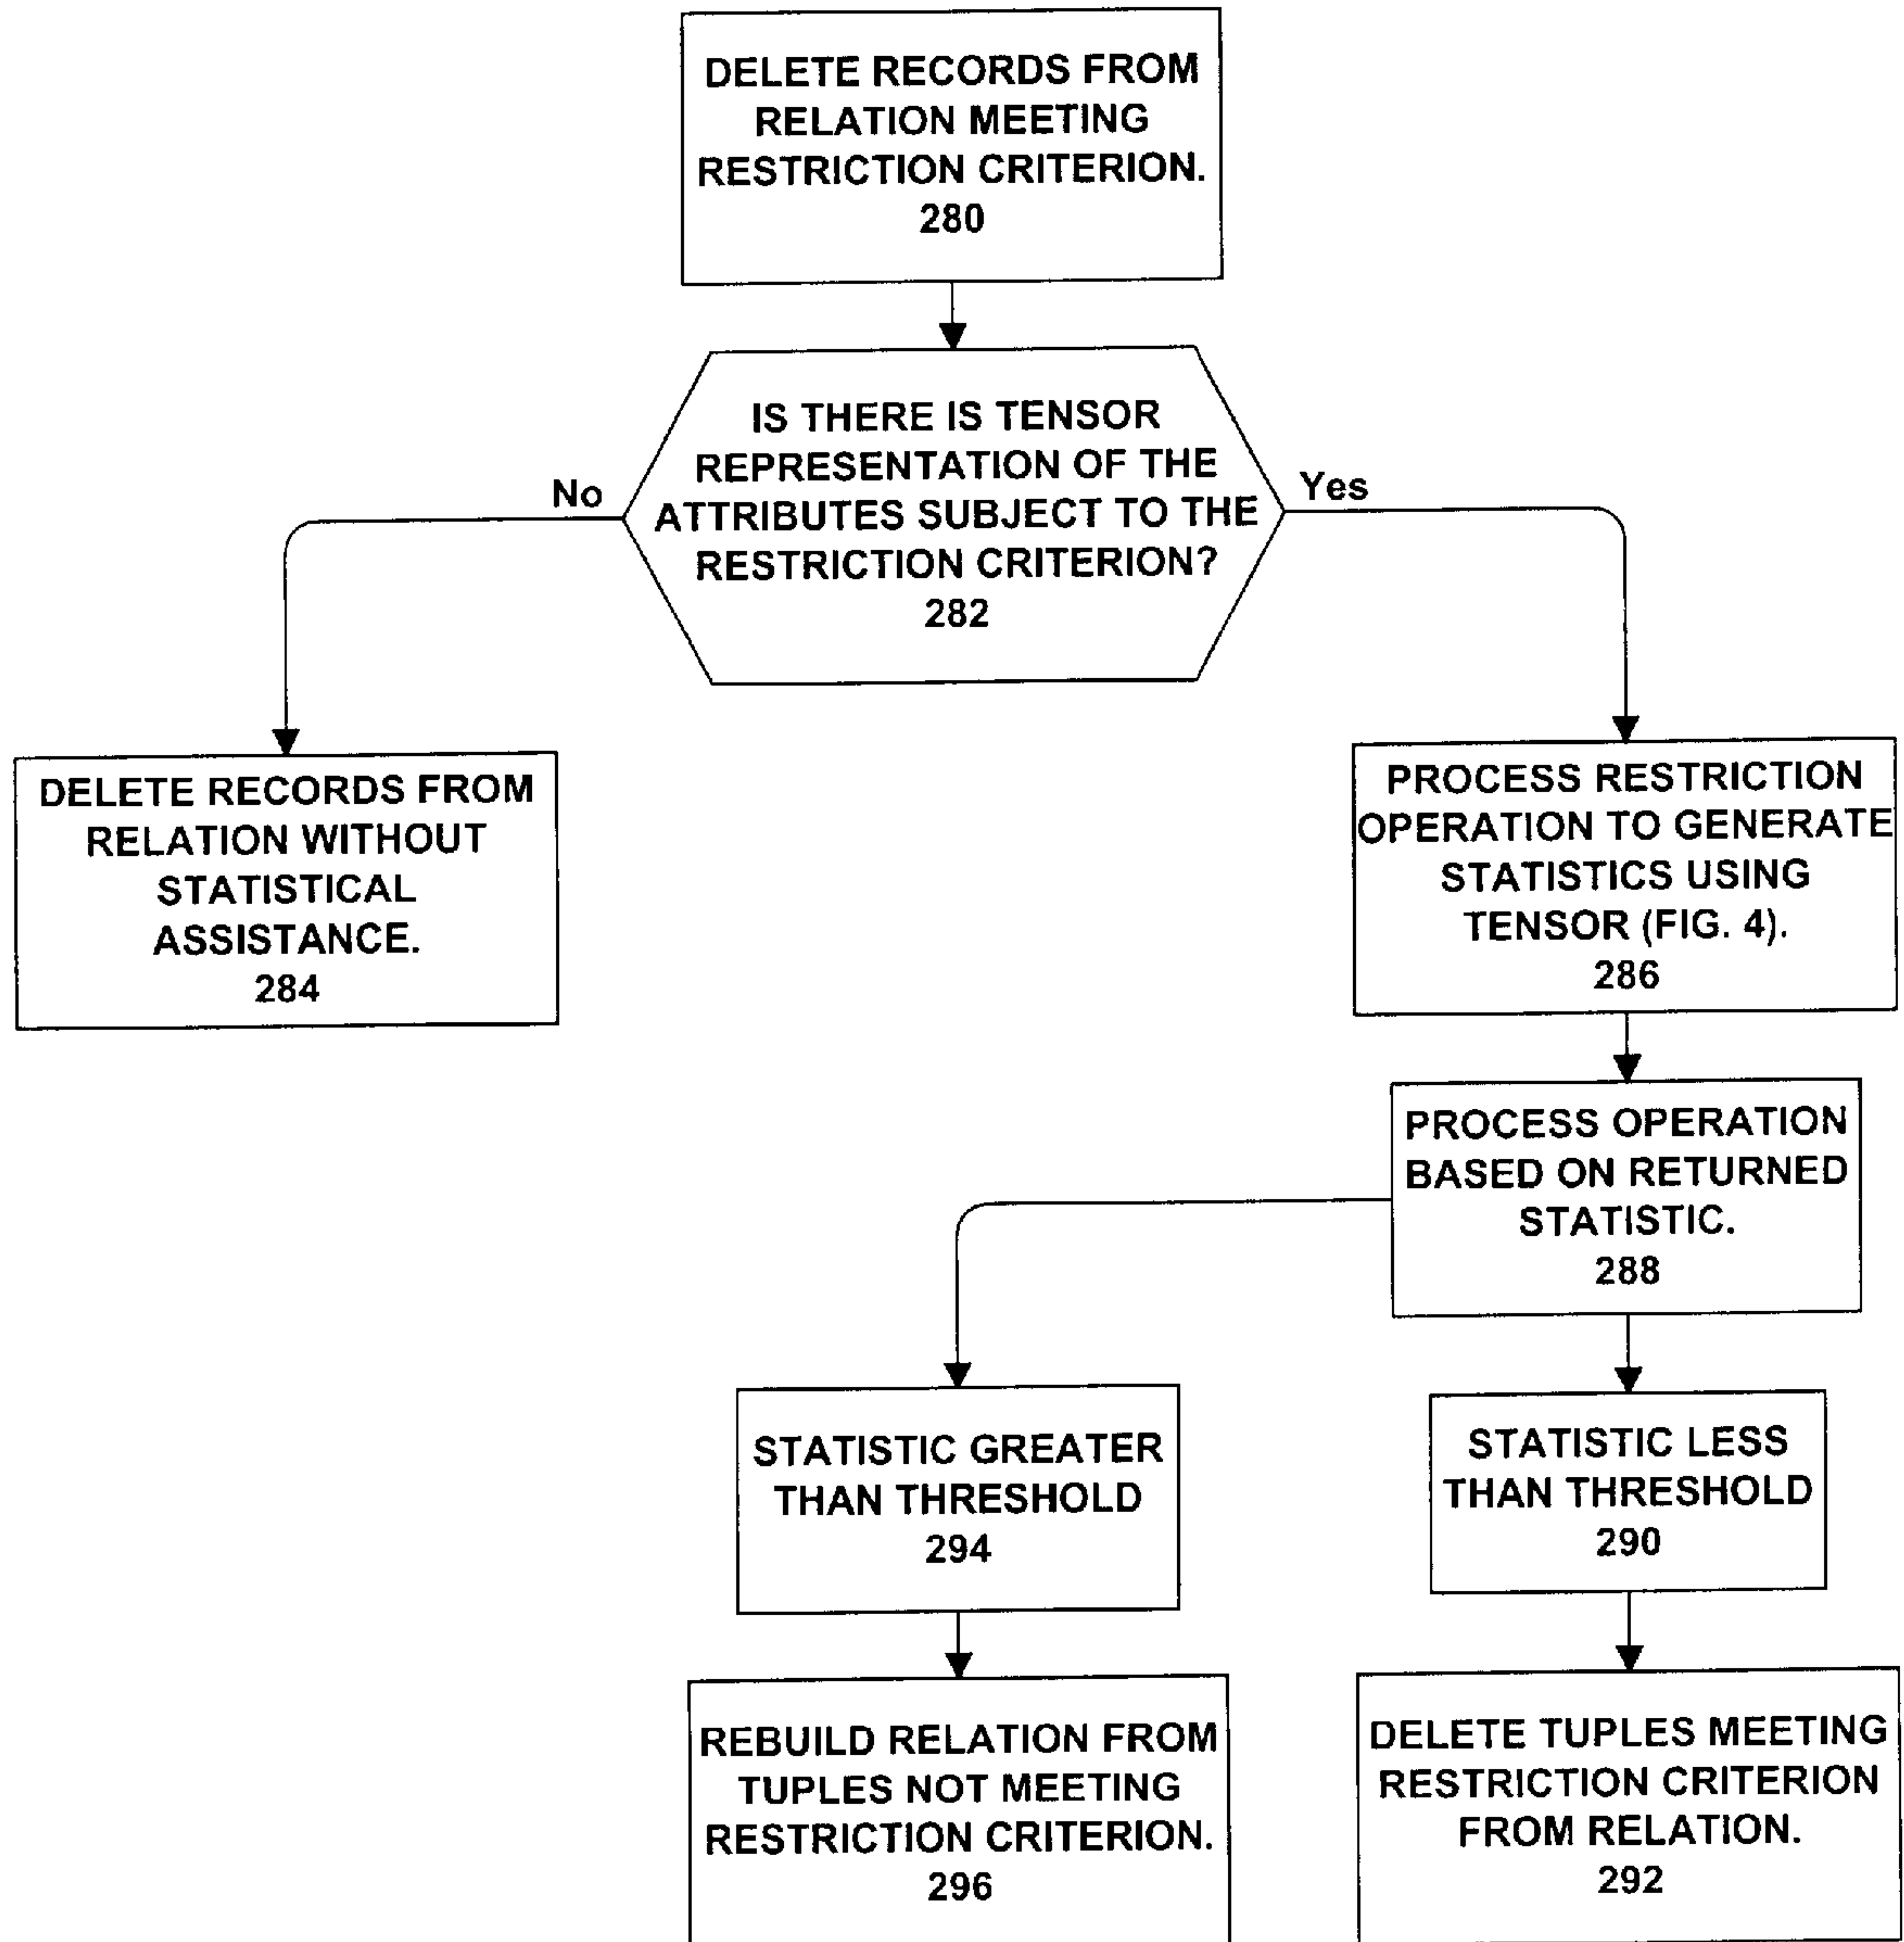 DELETE RECORDS FROM
RELATION MEETING
RESTRICTION CRITERION.
280
IS THERE IS TENSOR
REPRESENTATION OF THE
ATTRIBUTES SUBJECT TO THE
RESTRICTION CRITERION?
282
No
Yes
DELETE RECORDS FROM
RELATION WITHOUT
STATISTICAL
ASSISTANCE.
284
PROCESS RESTRICTION
OPERATION TO GENERATE
STATISTICS USING
TENSOR (FIG. 4).
286
PROCESS OPERATION
BASED ON RETURNED
STATISTIC.
288
STATISTIC GREATER
THAN THRESHOLD
294
STATISTIC LESS
THAN THRESHOLD
290
REBUILD RELATION FROM
TUPLES NOT MEETING
RESTRICTION CRITERION.
296
DELETE TUPLES MEETING
RESTRICTION CRITERION
FROM RELATION.
292